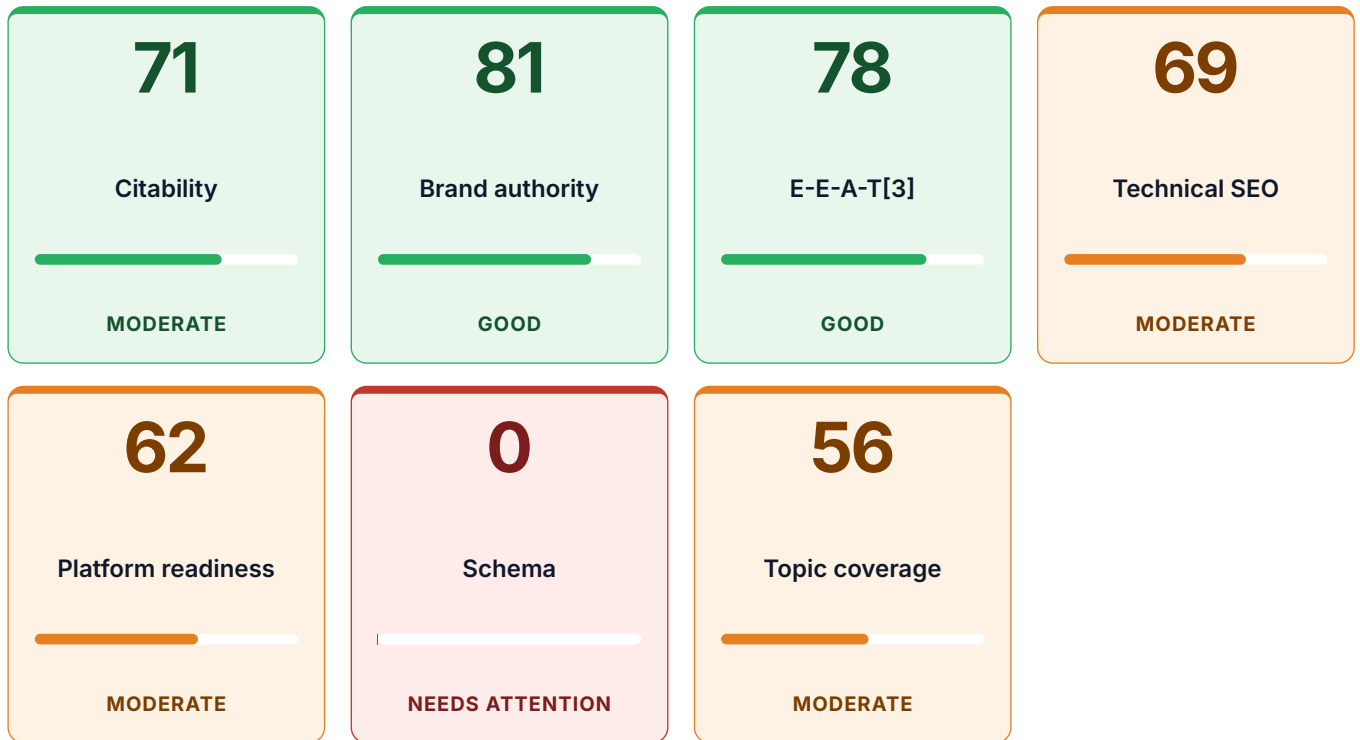 71
81
78
69
Citability
Brand authority
E-E-A-T[3]
Technical SEO
MODERATE
GOOD
GOOD
MODERATE
62
0
56
Platform readiness
Schema
Topic coverage
MODERATE
NEEDS ATTENTION
MODERATE